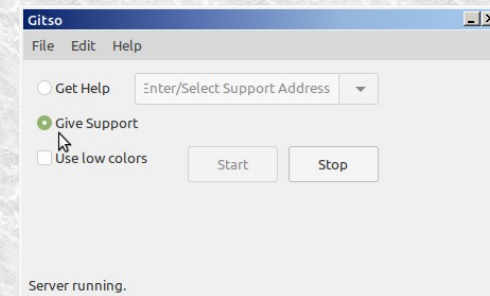 Gitso
File Edit Help
Get Help Enter/Select Support Address
Give Support
Use low colors Start Stop
Server running.